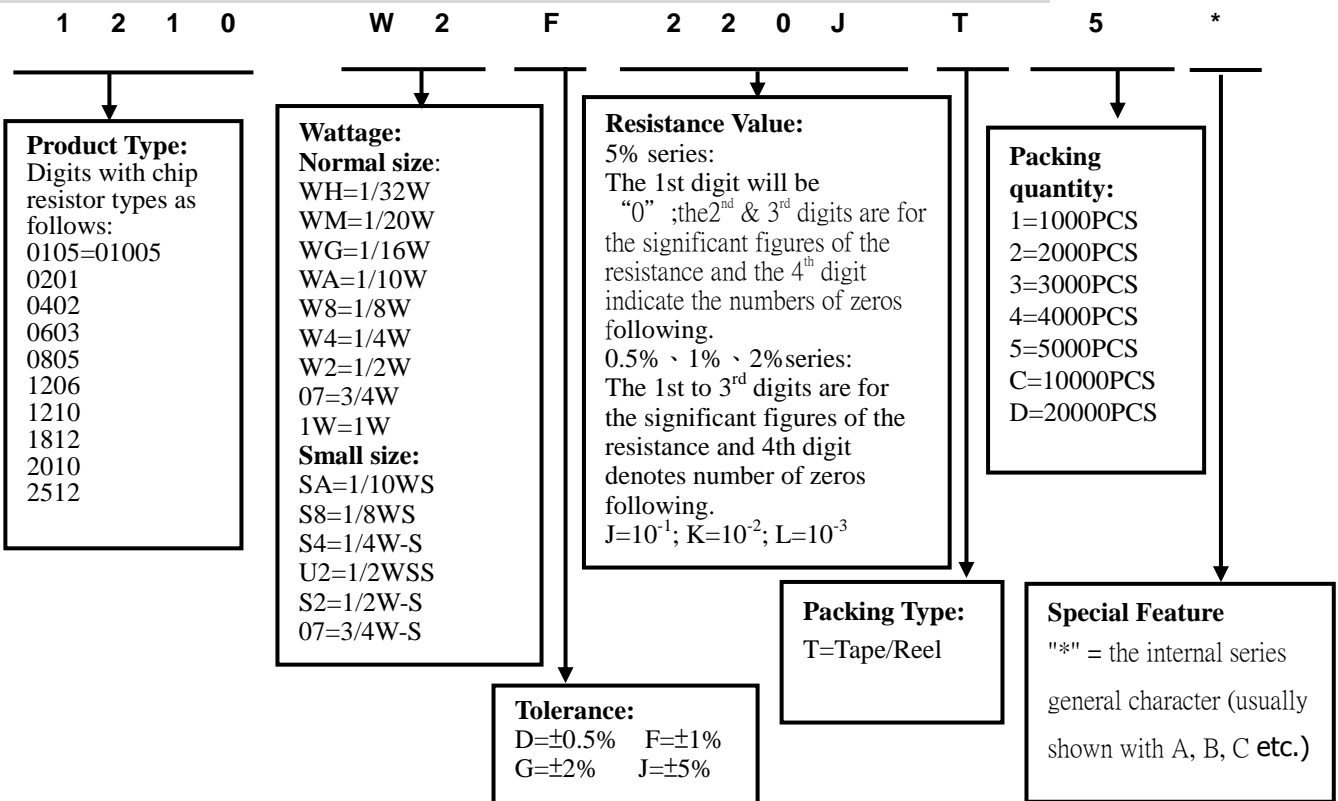 1 2 1 0 W 2 F 2 2 0 J T 5 *
Product Type:
Digits with chip
resistor types as
follows:
0105=01005
0201
0402
0603
0805
1206
1210
1812
2010
2512
Wattage:
Normal size:
WH=1/32W
WM=1/20W
WG=1/16W
WA=1/10W
W8=1/8W
W4=1/4W
W2=1/2W
07=3/4W
1W=1W
Small size:
SA=1/10WS
S8=1/8WS
S4=1/4W-S
U2=1/2WSS
S2=1/2W-S
07=3/4W-S
Tolerance:
D=±0.5% F=±1%
G=±2% J=±5%
Resistance Value:
5% series:
The 1st digit will be
“0” ;the2nd & 3rd digits are for
the significant figures of the
resistance and the 4th digit
indicate the numbers of zeros
following.
0.5%、1%、2%series:
The 1st to 3rd digits are for
the significant figures of the
resistance and 4th digit
denotes number of zeros
following.
J=10-1; K=10-2; L=10-3
Packing Type:
T=Tape/Reel
Packing
quantity:
1=1000PCS
2=2000PCS
3=3000PCS
4=4000PCS
5=5000PCS
C=10000PCS
D=20000PCS
Special Feature
"*" = the internal series
general character (usually
shown with A, B, C etc.)